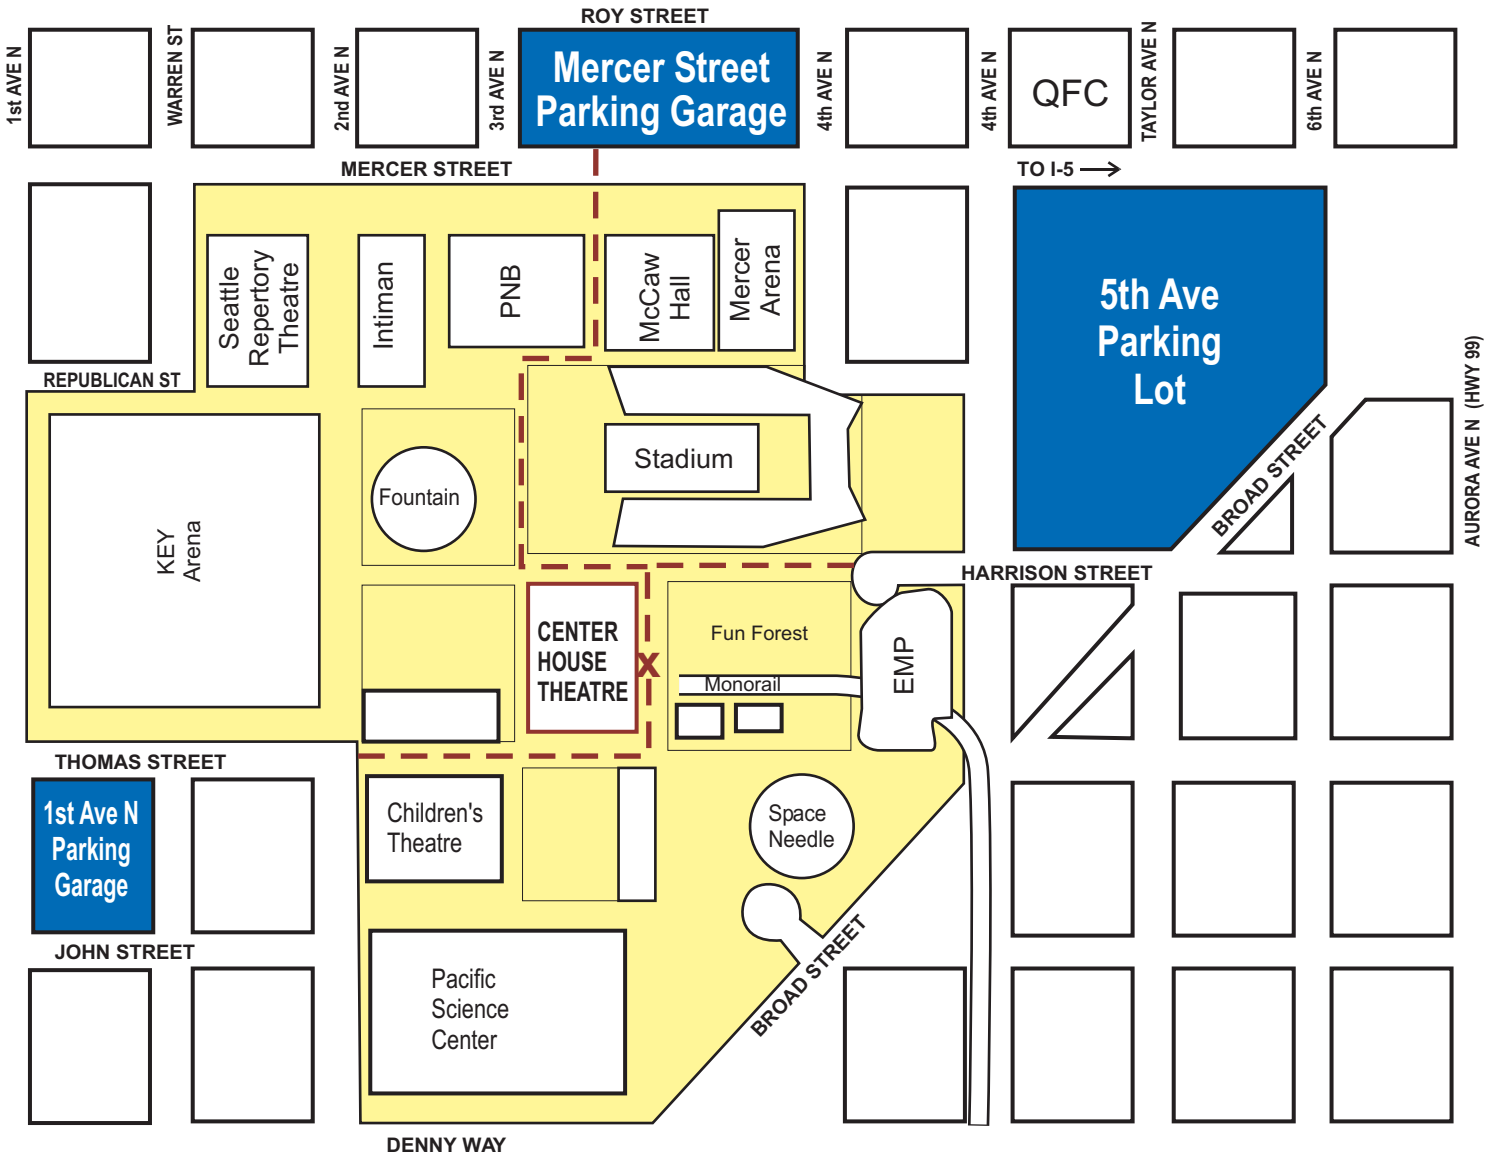 ROY STREET
1st AVE N
WARREN ST
2nd AVE N
3rd AVE N
Mercer Street
Parking Garage
4th AVE N
4th AVE N
QFC
TAYLOR AVE N
6th AVE N
MERCER STREET
TO I-5
Seattle
Repertory
Theatre
Intiman
PNB
McCaw
Hall
Mercer
Arena
5th Ave
Parking
Lot
REPUBLICAN ST
AURORA AVE N (HWY 99)
BROAD STREET
Stadium
Fountain
KEY
Arena
HARRISON STREET
CENTER
HOUSE
THEATRE
X
Fun Forest
Monorail
EMP
THOMAS STREET
1st Ave N
Parking
Garage
Children's
Theatre
Space
Needle
JOHN STREET
Pacific
Science
Center
BROAD STREET
DENNY WAY